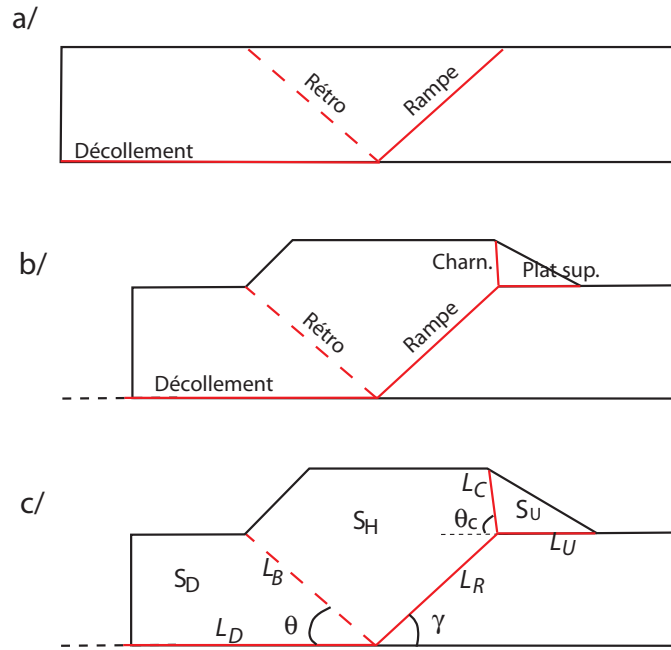 a/
Rétro
Rampe
Décollement
b/
Charn.
Plat sup.
Rétro
Rampe
Décollement
c/
L_C
S_U
θ_C
L_U
S_H
S_D
L_B
L_R
L_D
θ
γ